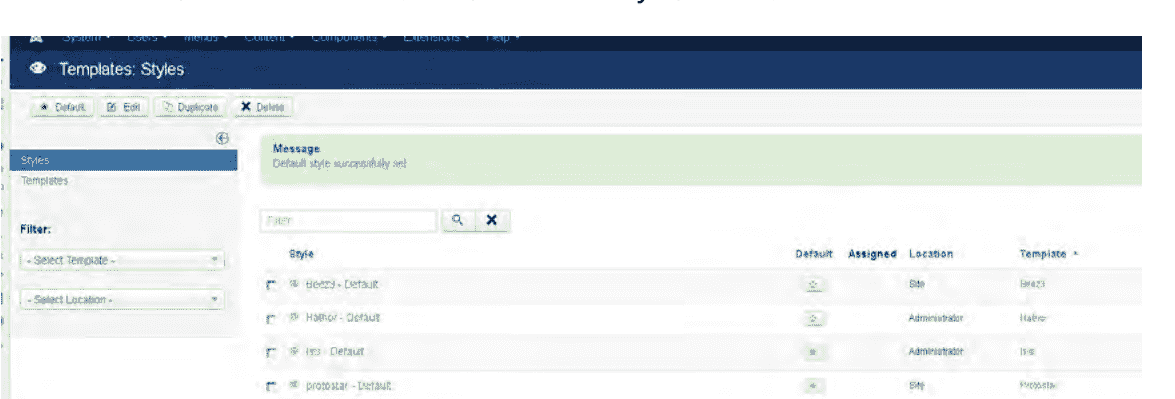 System Users Menus Content Components Extensions Help
Templates: Styles
Default Edit Duplicate Delete
Styles
Templates
Filter:
- Select Template -
- Select Location -
Message
Default style successfully set
Filter
Style Default Assigned Location Template
Beez3 - Default Site Beez3
Hathor - Default Administrator Hathor
Isis - Default Administrator Isis
protostar - Default Site Protostar